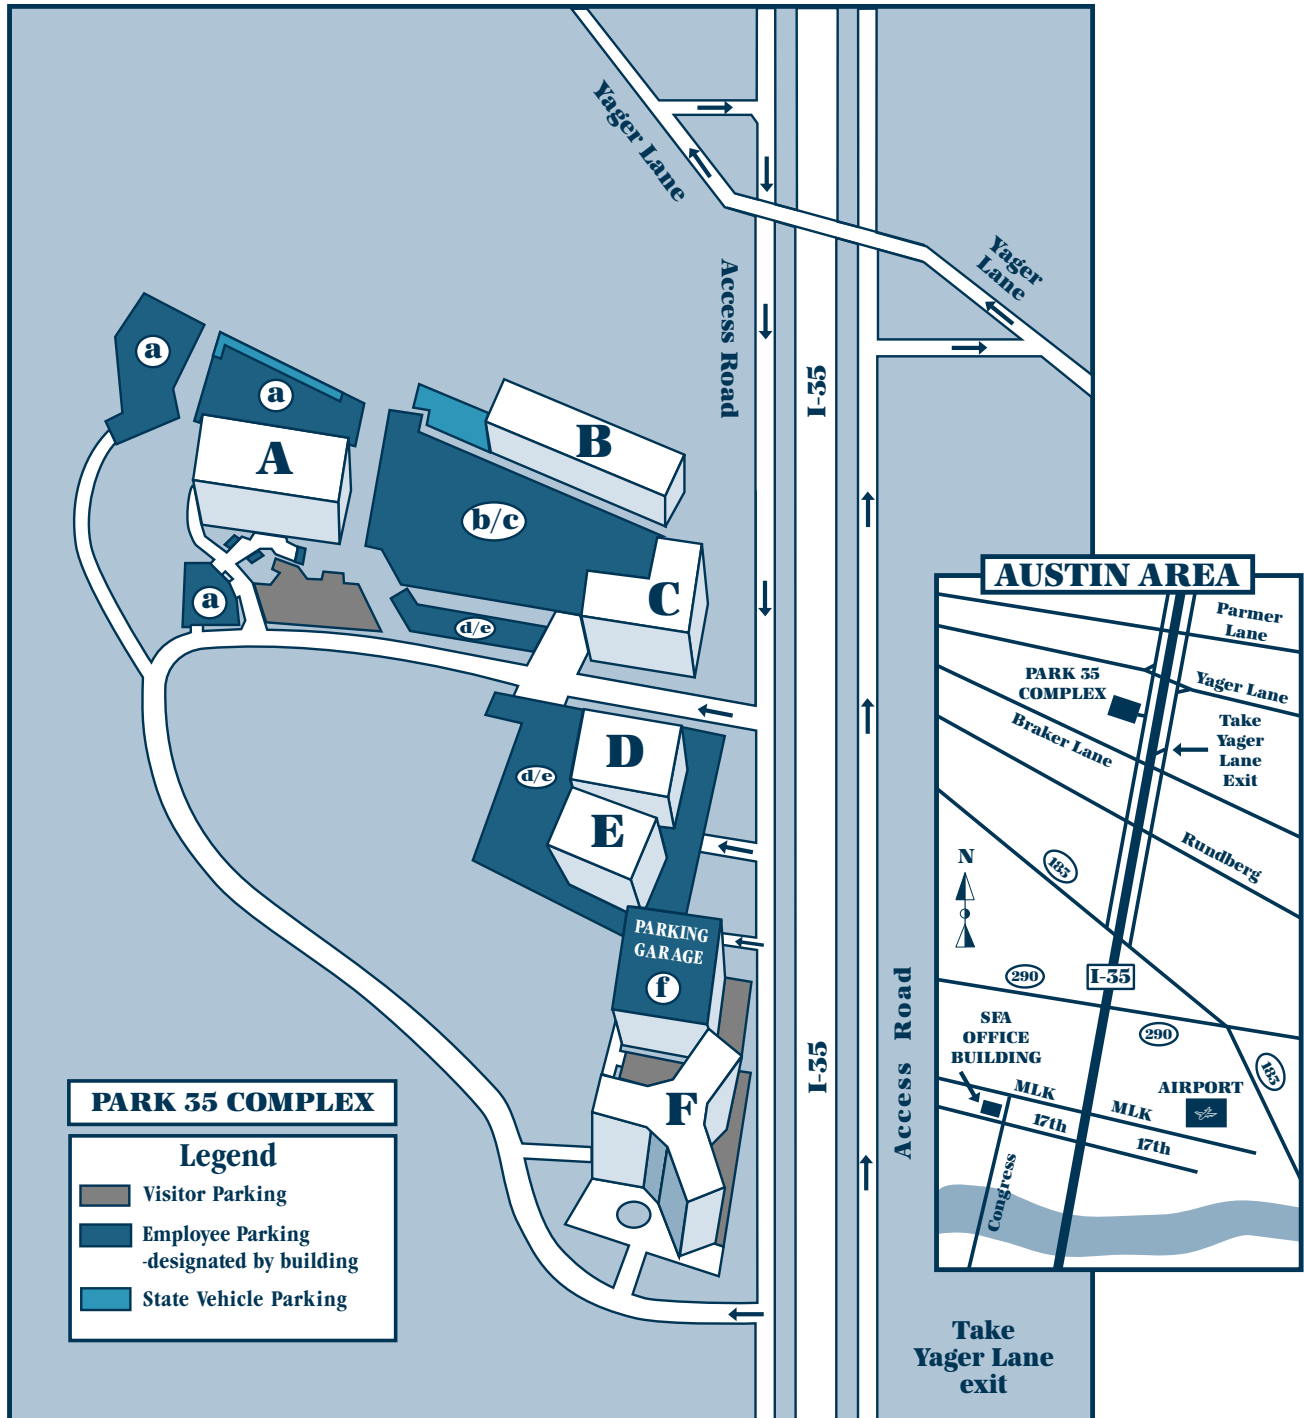 Yager Lane
Yager
Lane
Access Road
I-35
a
a
A
B
b/c
C
a
d/e
D
d/e
E
PARKING
GARAGE
f
F
I-35
Access Road
PARK 35 COMPLEX
Legend
Visitor Parking
Employee Parking
-designated by building
State Vehicle Parking
Take
Yager Lane
exit
AUSTIN AREA
Parmer
Lane
PARK 35
COMPLEX
Yager Lane
Braker Lane
Take
Yager
Lane
Exit
Rundberg
183
N
290
I-35
290
SFA
OFFICE
BUILDING
183
MLK
MLK
AIRPORT
17th
17th
Congress